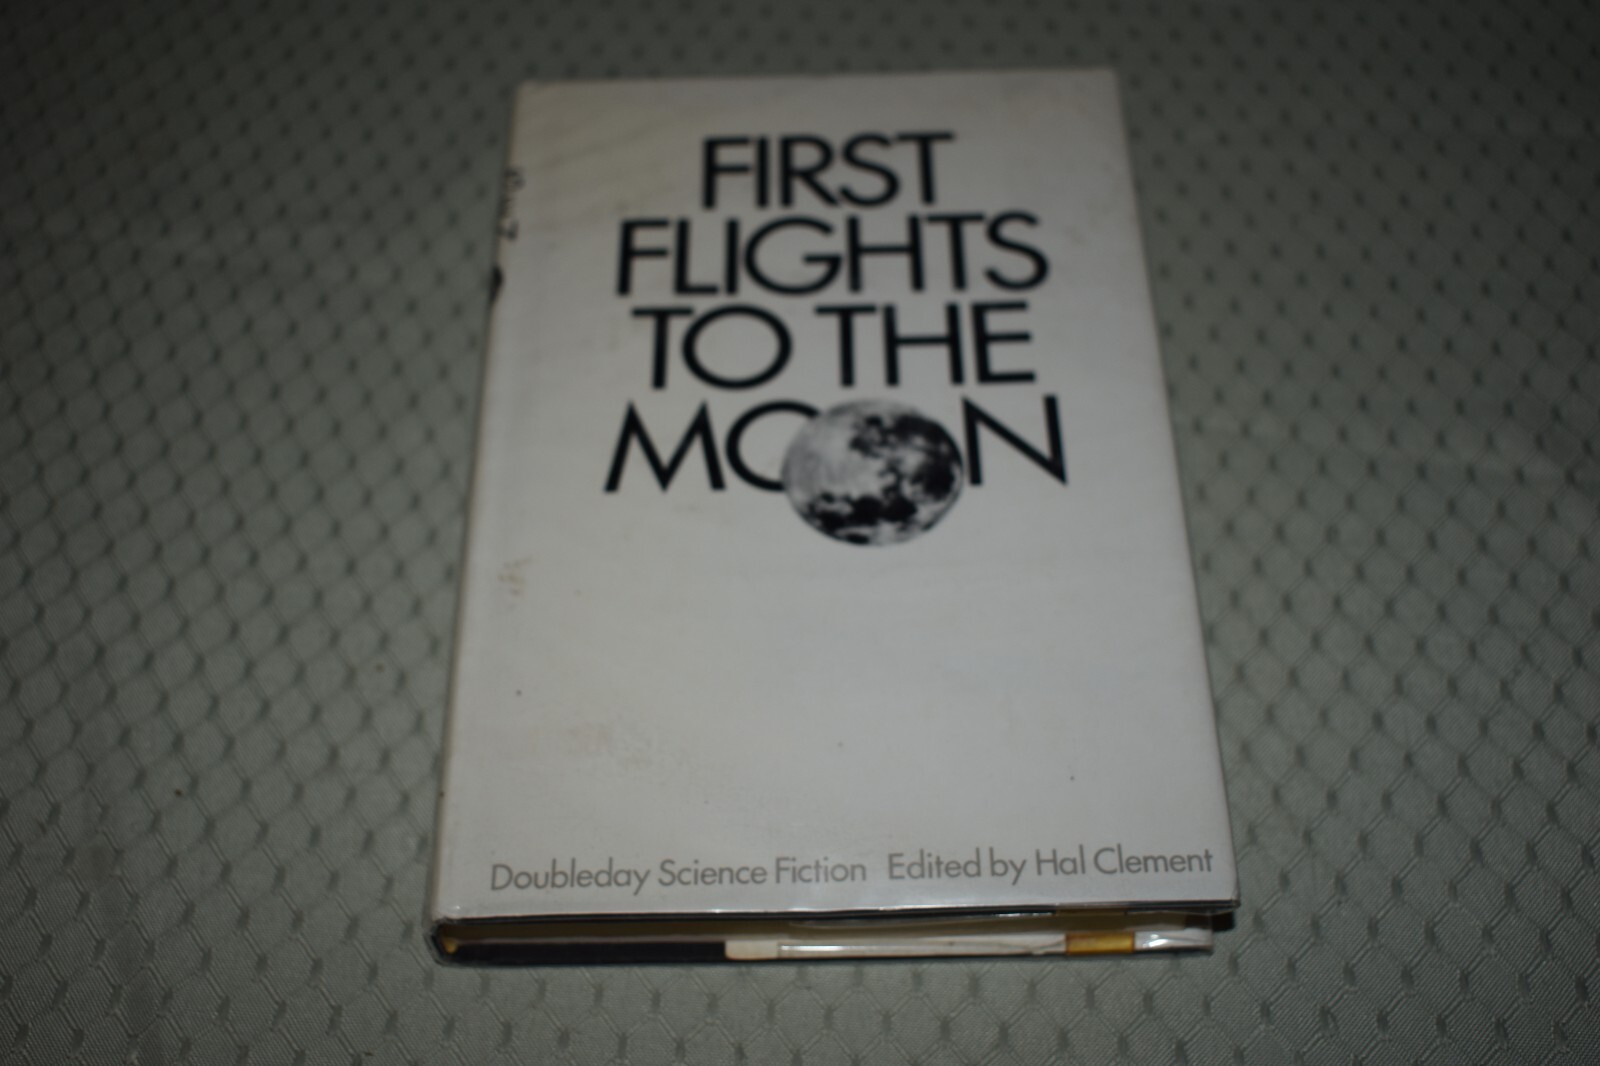 FIRST
FLIGHTS
TO THE
MOON
Doubleday Science Fiction Edited by Hal Clement